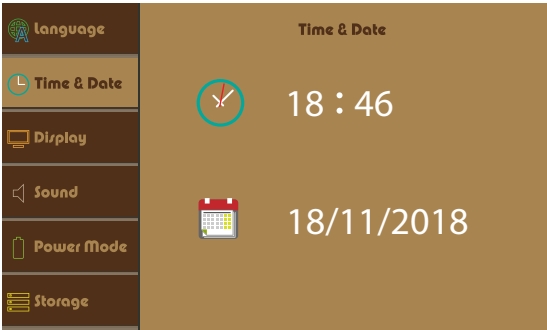 Language
Time & Date
Display
Sound
Power Mode
Storage
Time & Date
18 : 46
18/11/2018